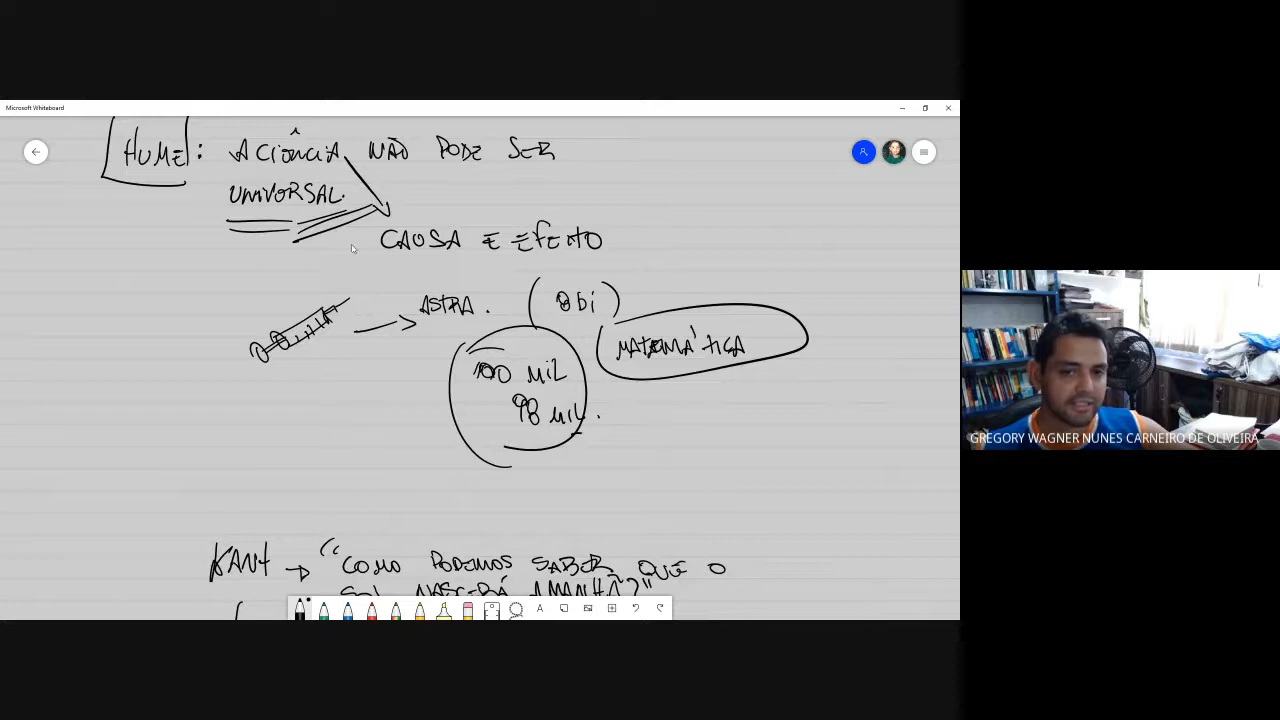 Microsoft Whiteboard
HUME: A CIÊNCIA NÃO PODE SER
UNIVERSAL.
CAUSA E EFEITO
ASTRA.
MATEMÁTICA
100 MIL
98 MIL.
KANT → "COMO PODEMOS SABER QUE O
SOL NASCERÁ AMANHÃ?"
GREGORY WAGNER NUNES CARNEIRO DE OLIVEIRA